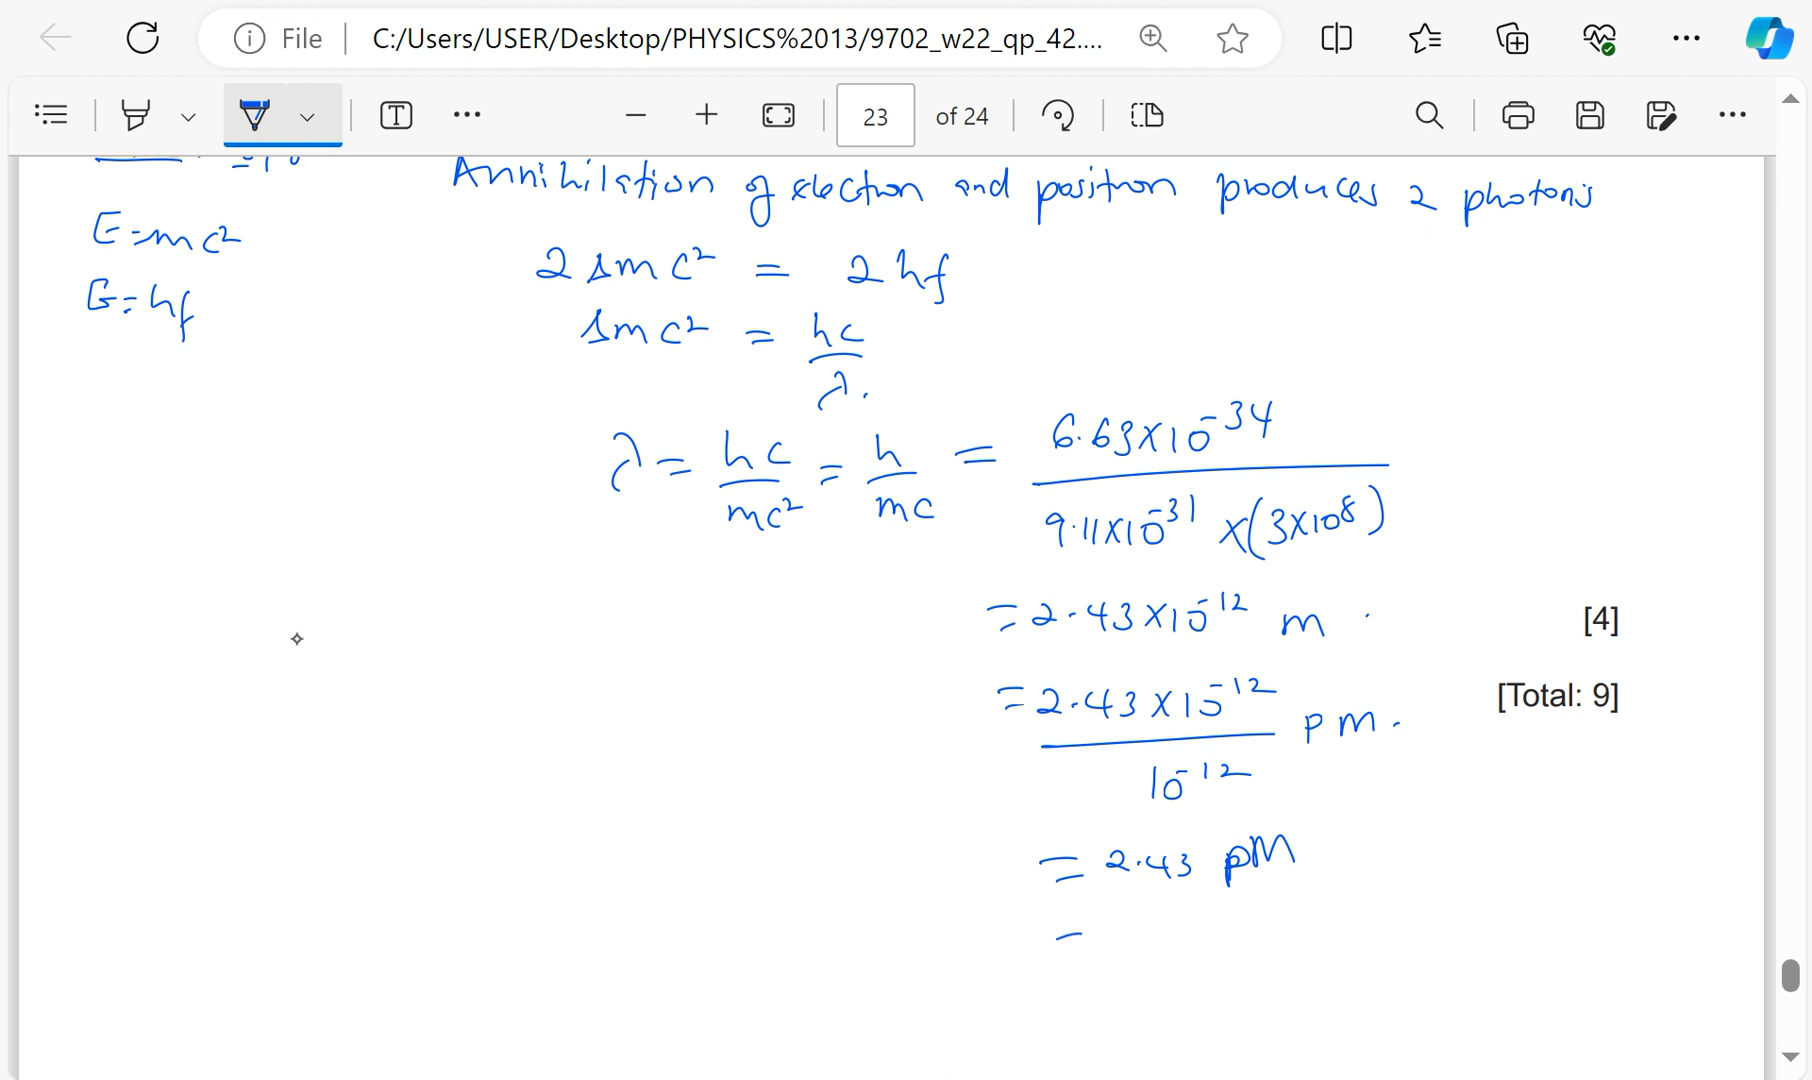 File C:/Users/USER/Desktop/PHYSICS%2013/9702_w22_qp_42....
23 of 24
Annihilation of electron and positron produces 2 photons
E=mc²
2 Δmc² = 2hf
E=hf
Δmc² = hc/λ.
λ = hc/mc² = h/mc = 6.63×10⁻³⁴/9.11×10⁻³¹ ×(3×10⁸)
= 2.43×10⁻¹² m.
[4]
= 2.43×10⁻¹²/10⁻¹² pm.
[Total: 9]
= 2.43 pm